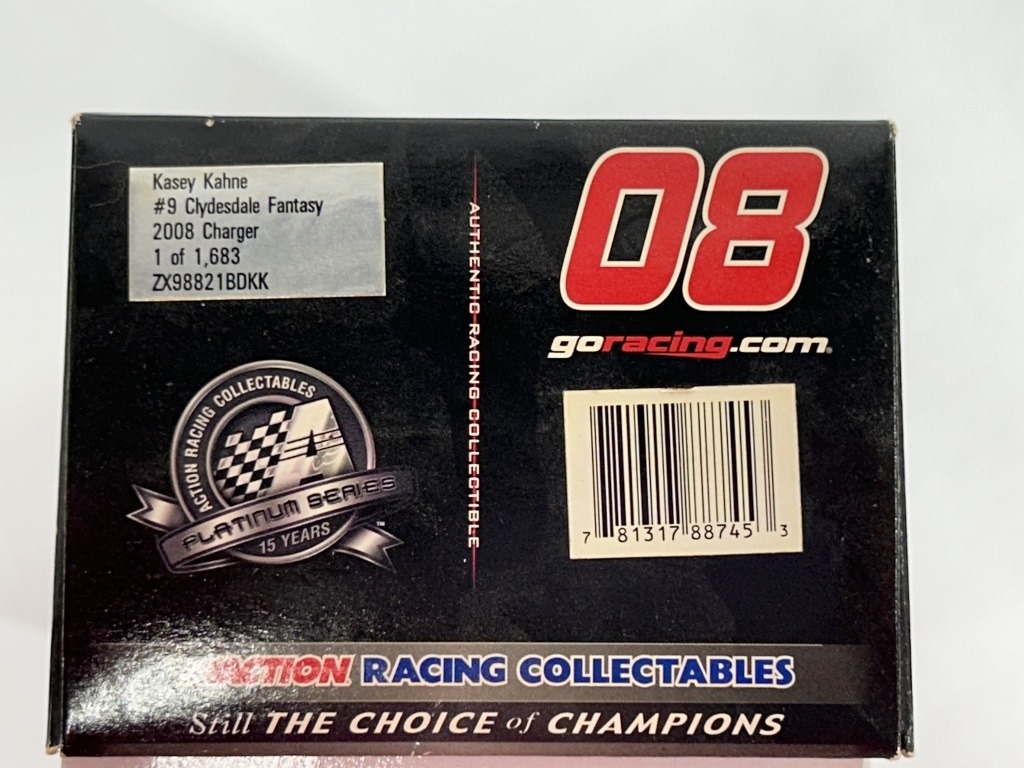 Kasey Kahne
#9 Clydesdale Fantasy
2008 Charger
1 of 1,683
ZX98821BDKK
ACTION RACING COLLECTABLES
PLATINUM SERIES
15 YEARS
™
AUTHENTIC RACING COLLECTIBLE
08
goracing.com®
7 81317 88745 3
ACTION RACING COLLECTABLES
Still THE CHOICE of CHAMPIONS